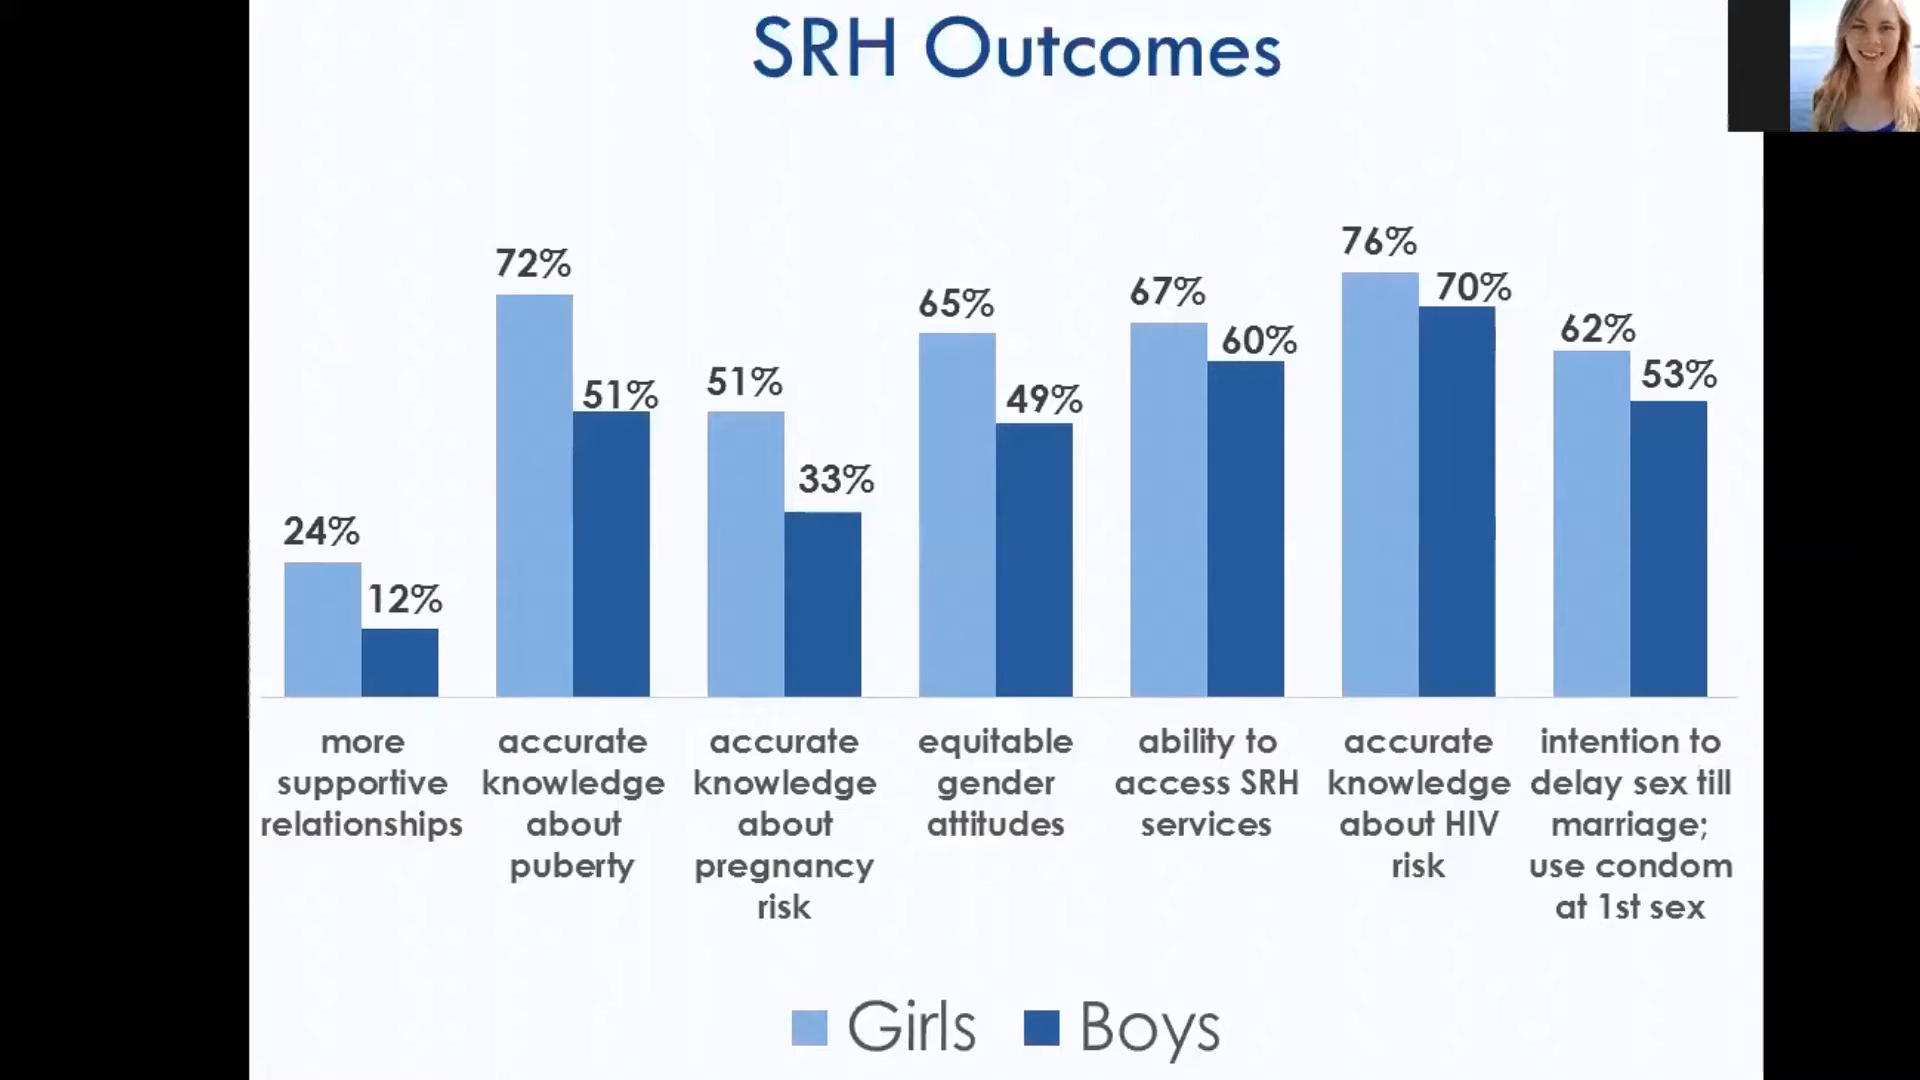 SRH Outcomes
76%
72%
70%
67%
65%
62%
60%
53%
51%
51%
49%
33%
24%
12%
more
supportive
relationships
accurate
knowledge
about
puberty
accurate
knowledge
about
pregnancy
risk
equitable
gender
attitudes
ability to
access SRH
services
accurate
knowledge
about HIV
risk
intention to
delay sex till
marriage;
use condom
at 1st sex
Girls
Boys